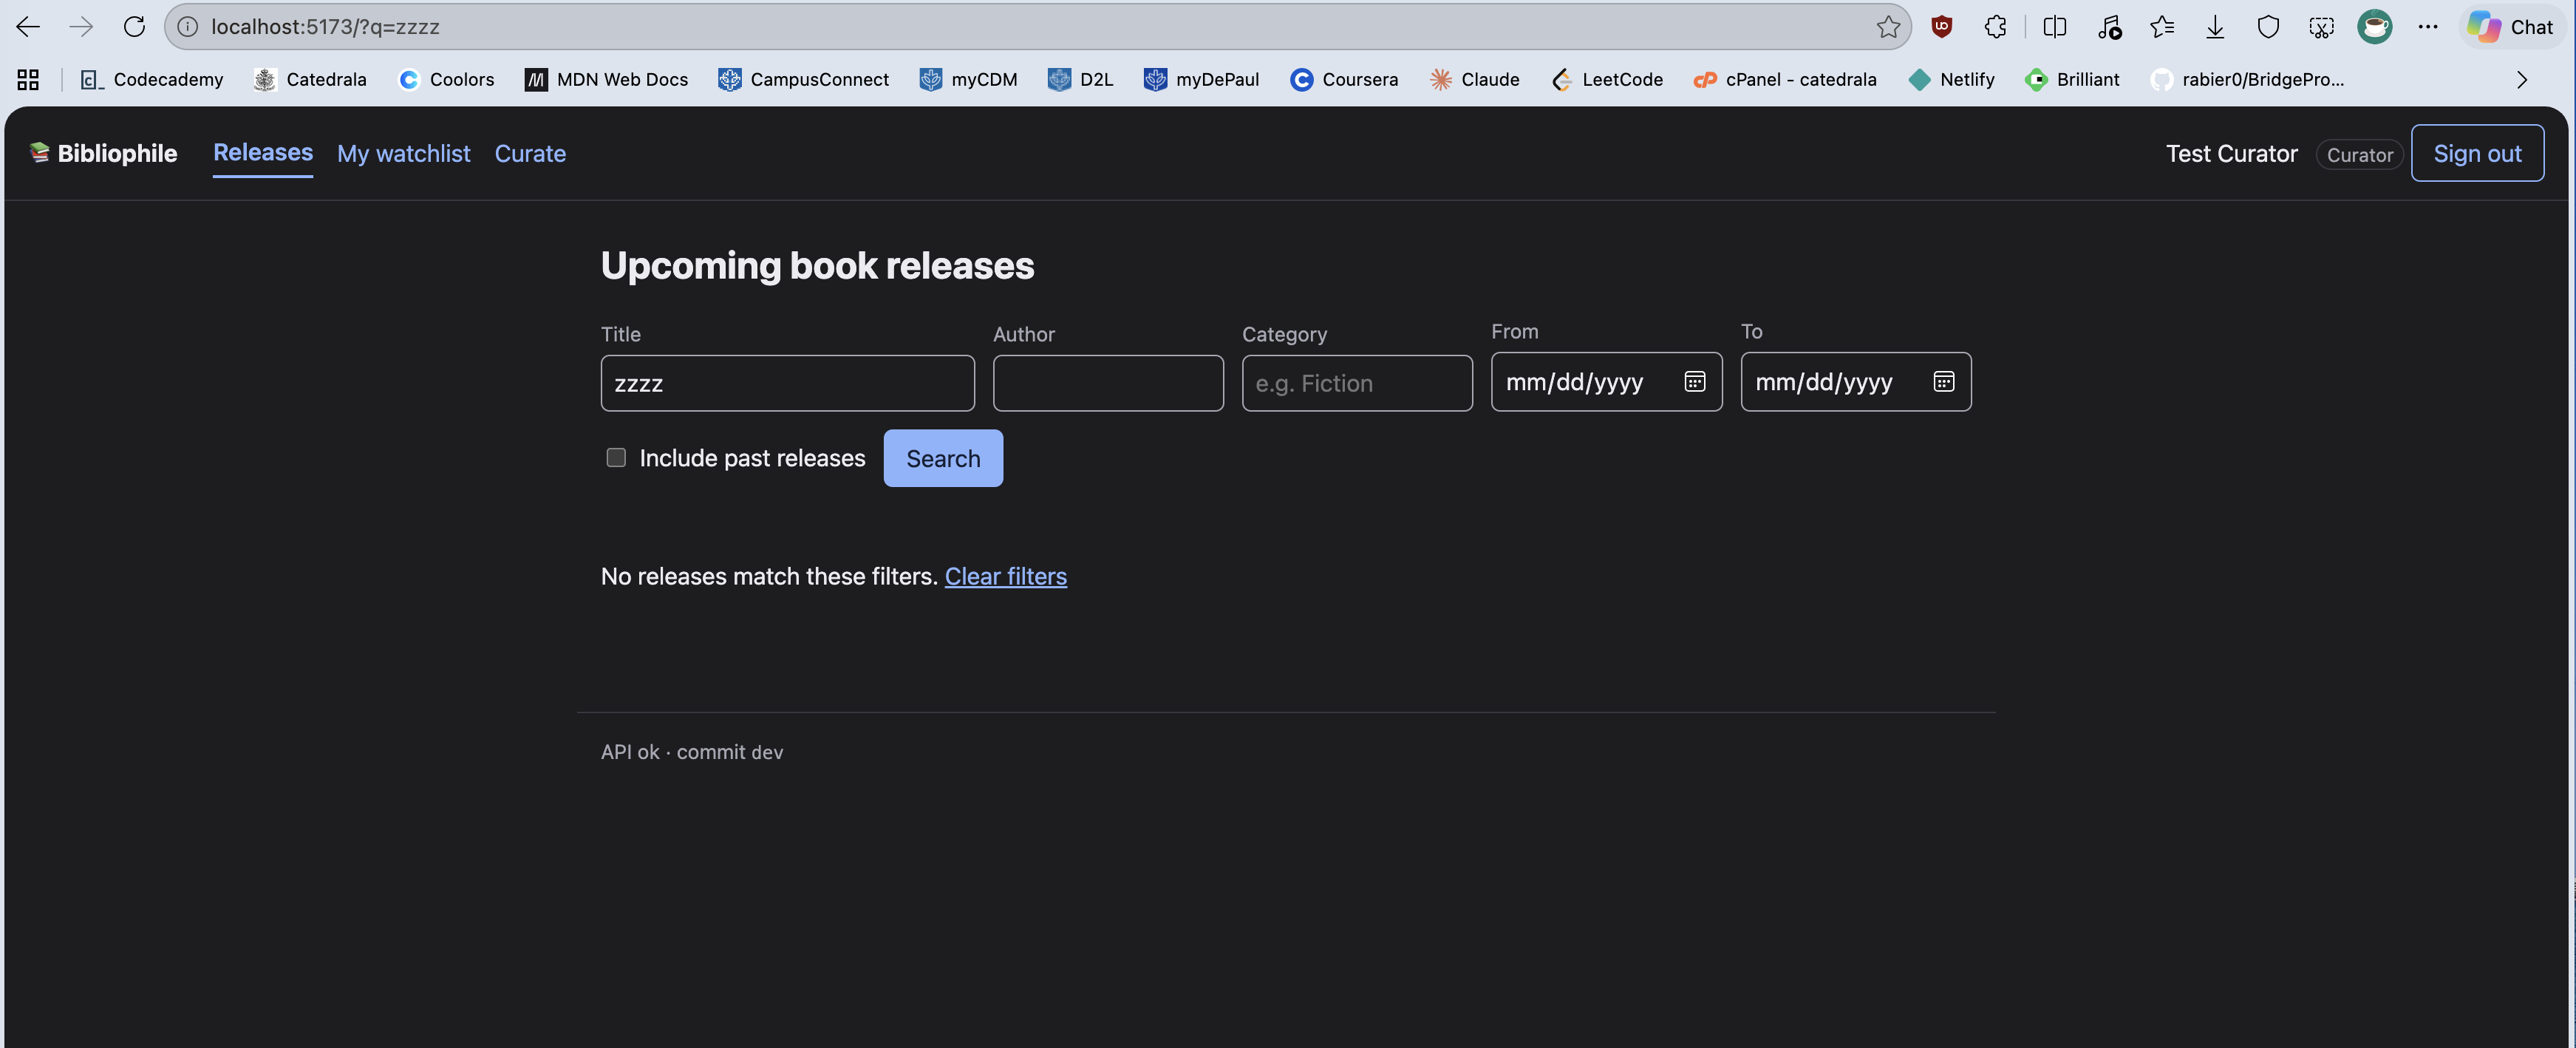 localhost:5173/?q=zzzz
Chat
Codecademy Catedrala Coolors MDN Web Docs CampusConnect myCDM D2L myDePaul Coursera Claude LeetCode cPanel - catedrala Netlify Brilliant rabier0/BridgePro...
Bibliophile Releases My watchlist Curate Test Curator Curator Sign out
Upcoming book releases
Title Author Category From To
zzzz e.g. Fiction mm/dd/yyyy mm/dd/yyyy
Include past releases Search
No releases match these filters. Clear filters
API ok · commit dev